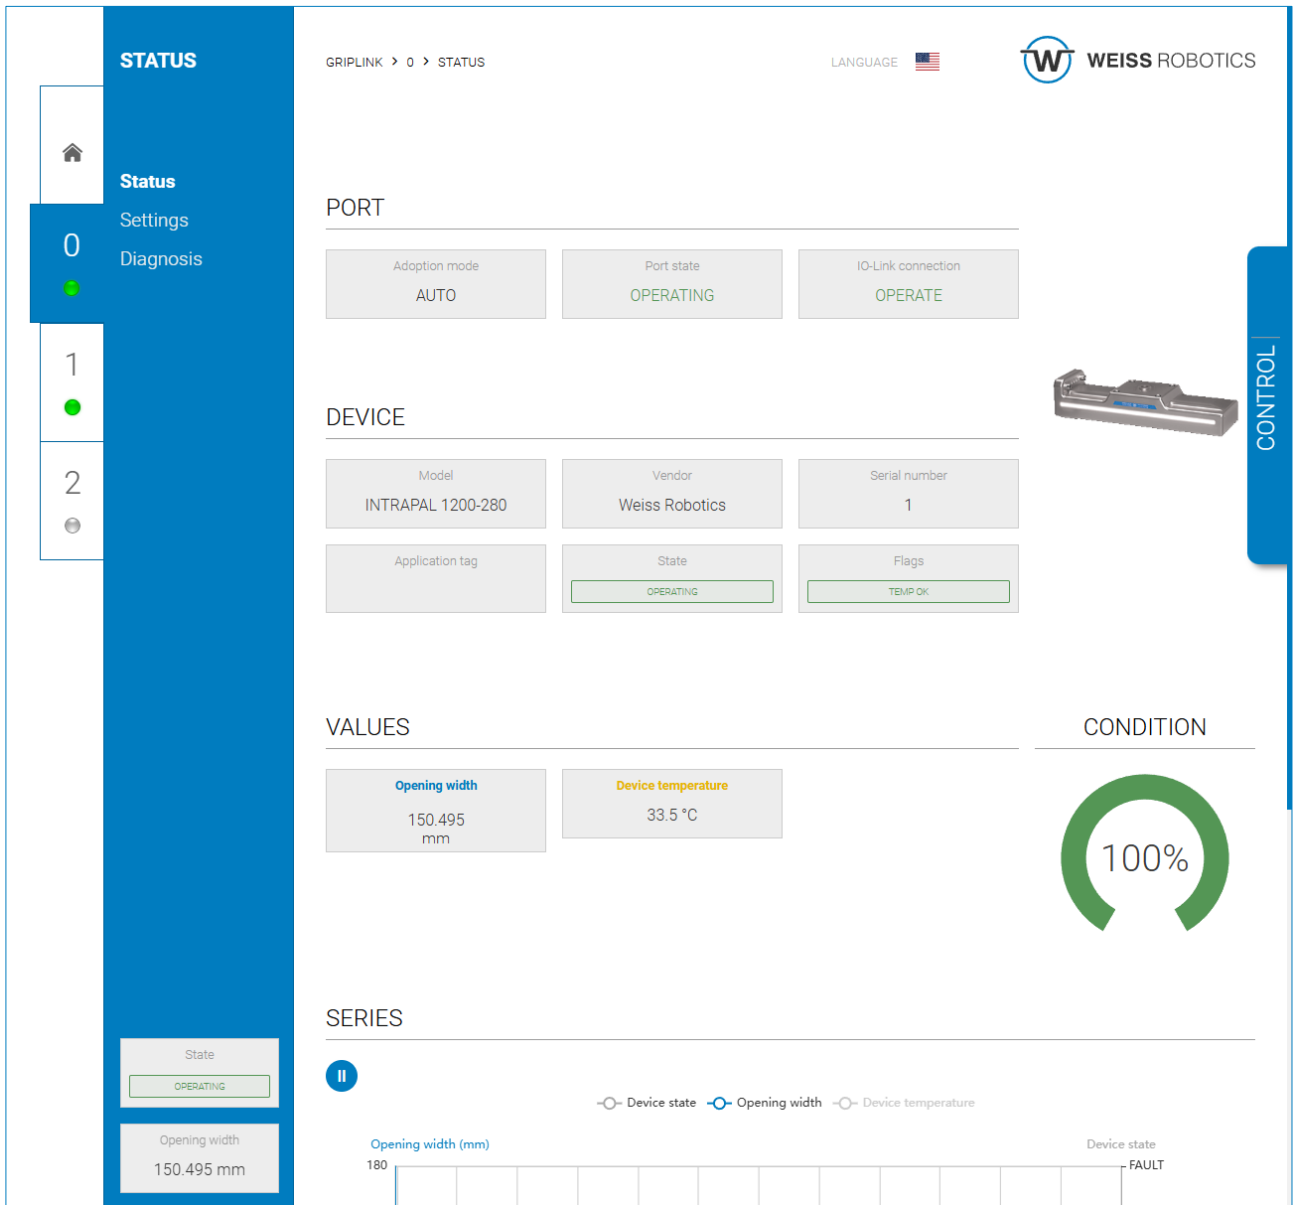 STATUS
GRIPLINK > 0 > STATUS
LANGUAGE
WEISS ROBOTICS
Status
Settings
Diagnosis
0
1
2
PORT
Adoption mode
AUTO
Port state
OPERATING
IO-Link connection
OPERATE
CONTROL
DEVICE
Model
INTRAPAL 1200-280
Vendor
Weiss Robotics
Serial number
1
Application tag
State
OPERATING
Flags
TEMP OK
VALUES
Opening width
150.495
mm
Device temperature
33.5 °C
CONDITION
100%
SERIES
State
OPERATING
Opening width
150.495 mm
Device state
Opening width
Device temperature
Opening width (mm)
Device state
180
FAULT